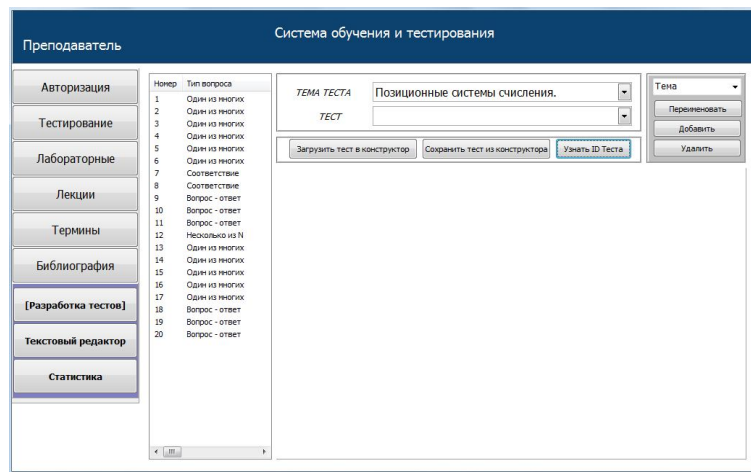 Система обучения и тестирования
Преподаватель
Авторизация
Тестирование
Лабораторные
Лекции
Термины
Библиография
[Разработка тестов]
Текстовый редактор
Статистика
Номер Тип вопроса
1 Один из многих
2 Один из многих
3 Один из многих
4 Один из многих
5 Один из многих
6 Один из многих
7 Соответствие
8 Соответствие
9 Вопрос - ответ
10 Вопрос - ответ
11 Вопрос - ответ
12 Несколько из N
13 Один из многих
14 Один из многих
15 Один из многих
16 Один из многих
17 Один из многих
18 Вопрос - ответ
19 Вопрос - ответ
20 Вопрос - ответ
ТЕМА ТЕСТА Позиционные системы счисления.
ТЕСТ
Загрузить тест в конструктор Сохранить тест из конструктора Узнать ID Теста
Тема
Переименовать
Добавить
Удалить